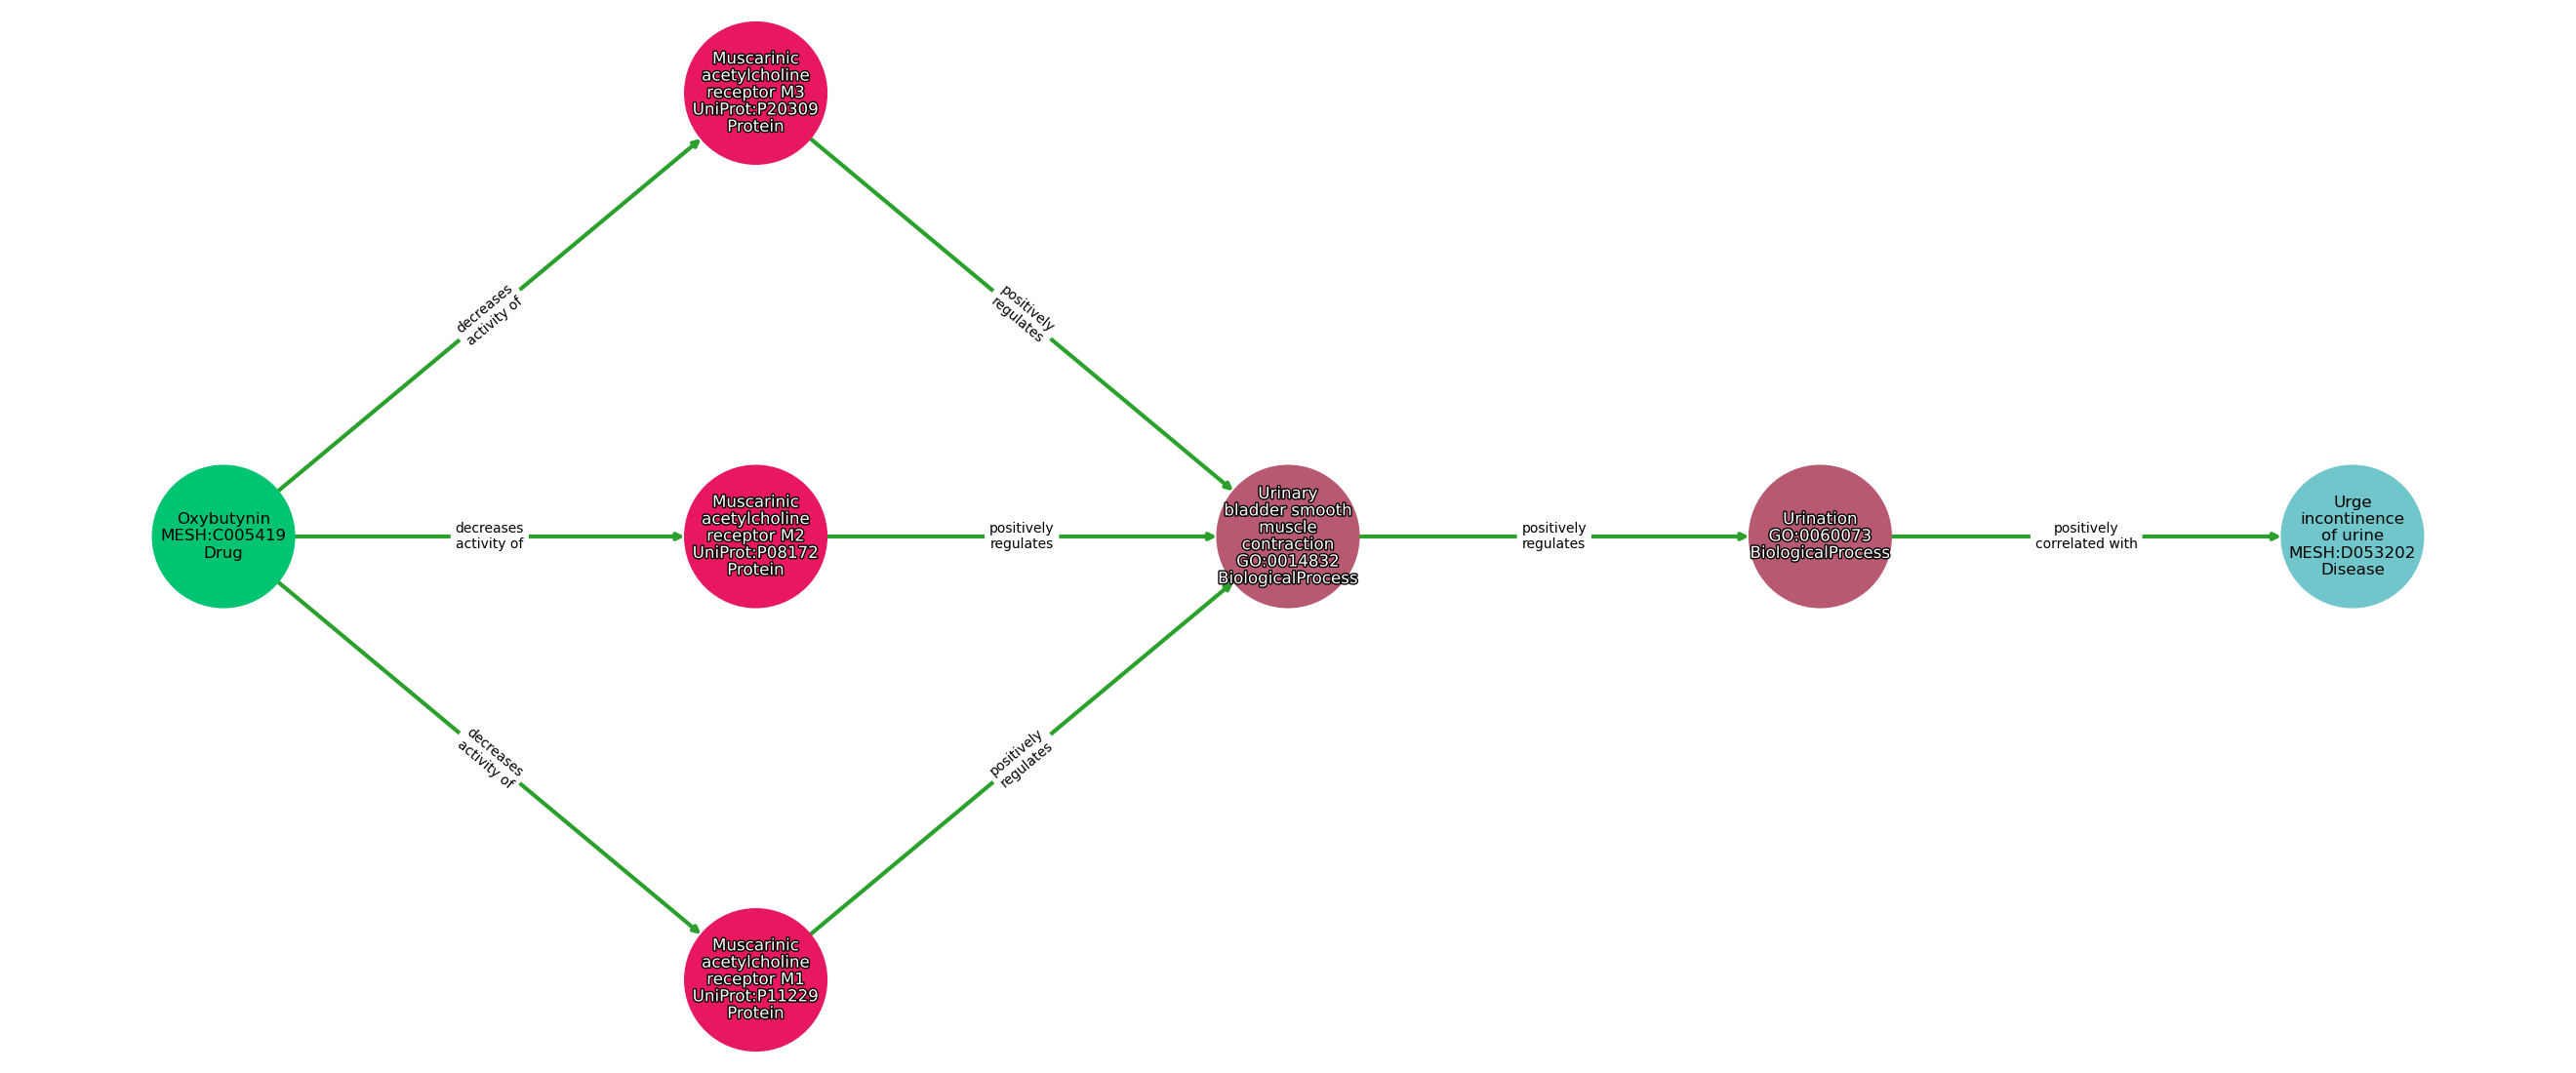 Muscarinic
acetylcholine
receptor M3
UniProt:P20309
Protein
decreases
activity of
positively
regulates
Oxybutynin
MESH:C005419
Drug
decreases
activity of
Muscarinic
acetylcholine
receptor M2
UniProt:P08172
Protein
positively
regulates
Urinary
bladder smooth
muscle
contraction
GO:0014832
BiologicalProcess
positively
regulates
Urination
GO:0060073
BiologicalProcess
positively
correlated with
Urge
incontinence
of urine
MESH:D053202
Disease
decreases
activity of
positively
regulates
Muscarinic
acetylcholine
receptor M1
UniProt:P11229
Protein